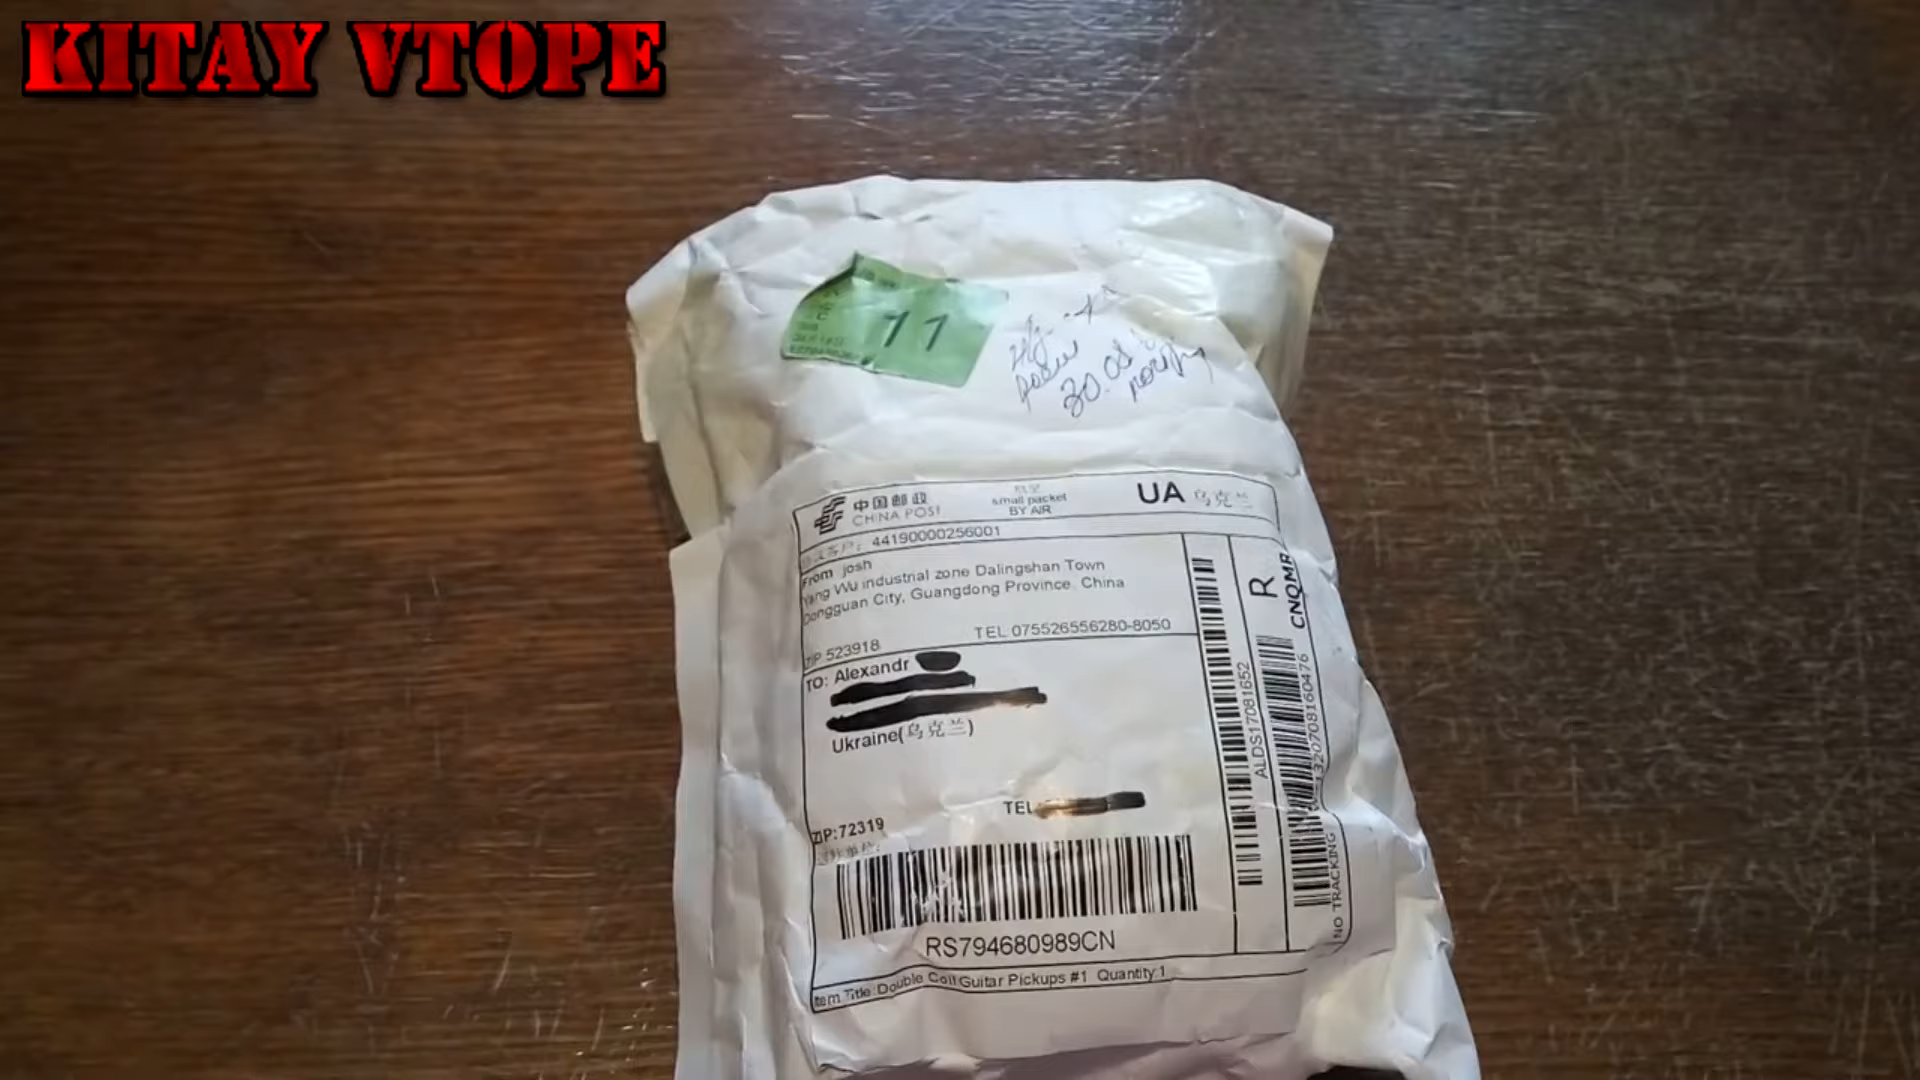 KITAY VTOPE
11
30.08
中国邮政
CHINA POST
small packet
BY AIR
UA 乌克兰
44190000256001
From josh
Yang Wu industrial zone Dalingshan Town
Dongguan City, Guangdong Province, China
ZIP 523918
TEL 075526556280-8050
TO: Alexandr
Ukraine(乌克兰)
TEL
ZIP:72319
RS794680989CN
Item Title:Double Coil Guitar Pickups #1 Quantity:1
ALDS17081652
R
CNQMR
NO TRACKING